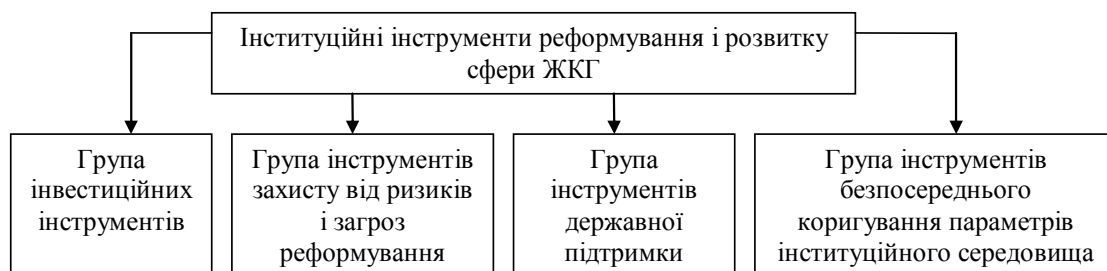 Інституційні інструменти реформування і розвитку
сфери ЖКГ
Група
інвестиційних
інструментів
Група інструментів
захисту від ризиків
і загроз
реформування
Група
інструментів
державної
підтримки
Група інструментів
безпосереднього
коригування параметрів
інституційного середовища